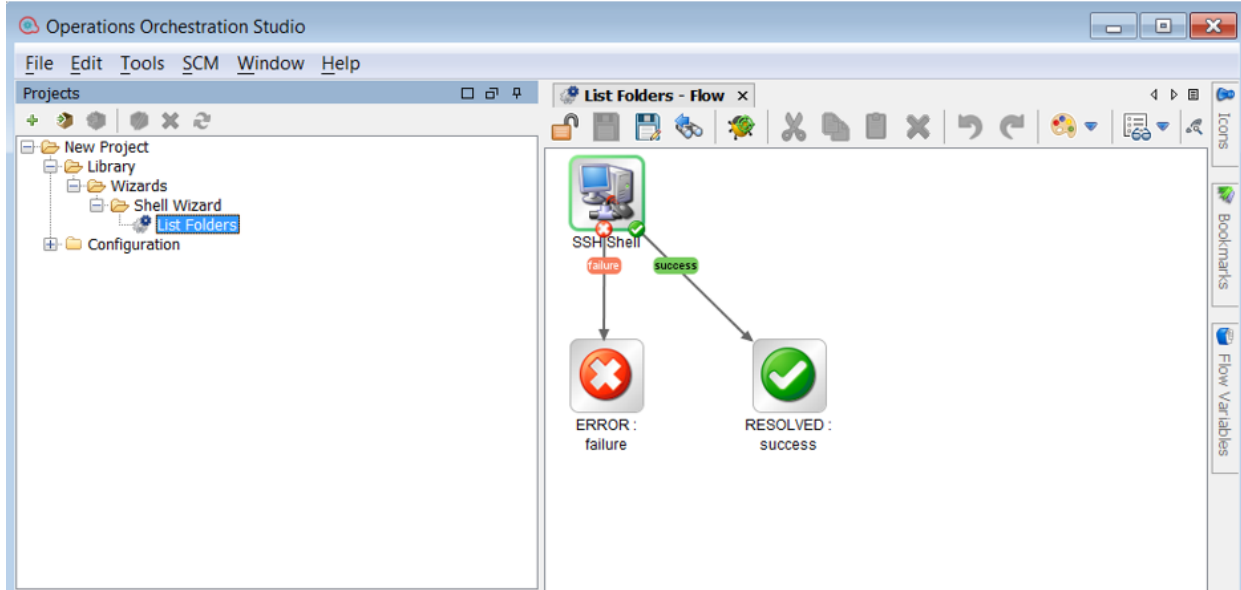 Operations Orchestration Studio
File Edit Tools SCM Window Help
Projects
New Project
Library
Wizards
Shell Wizard
List Folders
Configuration
List Folders - Flow
SSH Shell
failure
success
ERROR :
failure
RESOLVED :
success
Icons
Bookmarks
Flow Variables